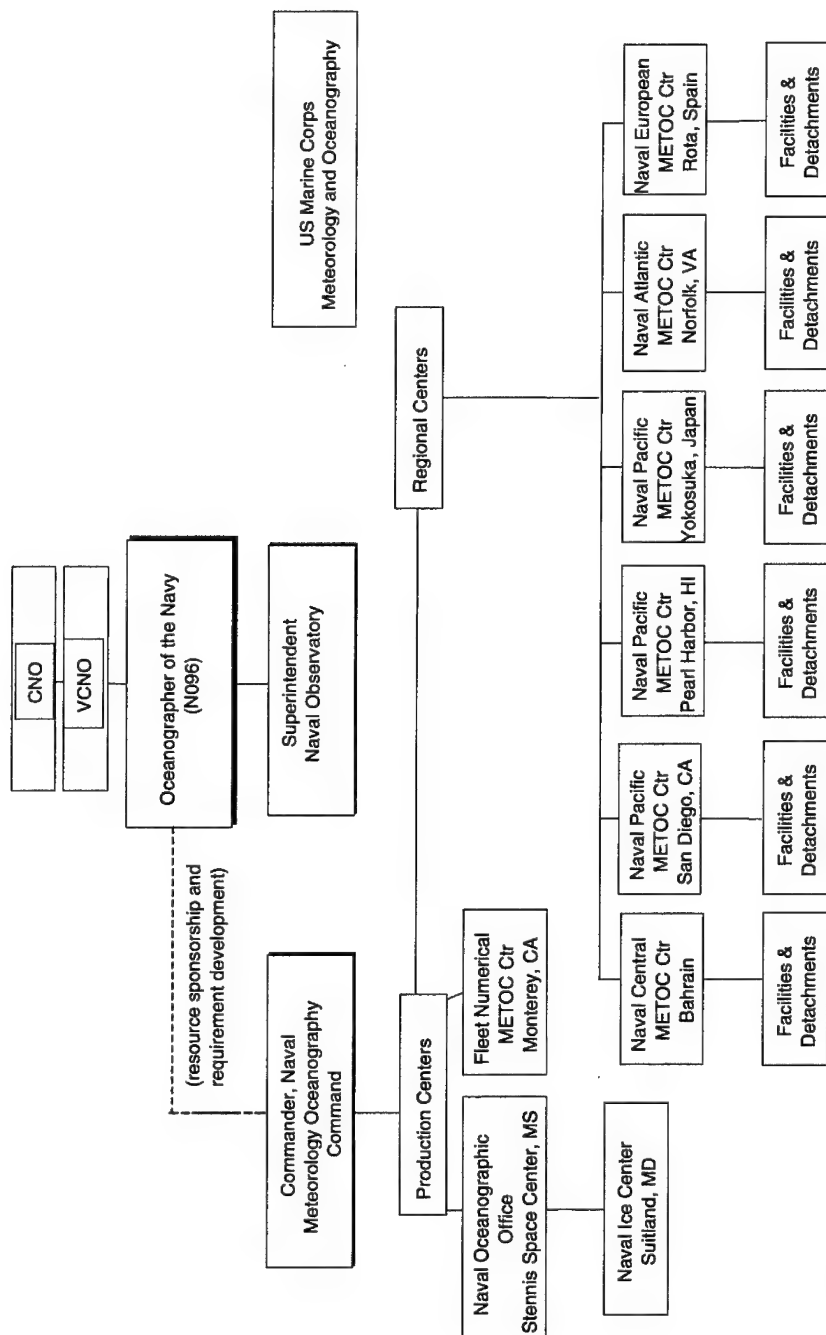 CNO
VCNO
Oceanographer of the Navy
(N096)
Superintendent
Naval Observatory
(resource sponsorship and
requirement development)
Commander, Naval
Meteorology Oceanography
Command
US Marine Corps
Meteorology and Oceanography
Production Centers
Regional Centers
Naval Oceanographic
Office
Stennis Space Center, MS
Fleet Numerical
METOC Ctr
Monterey, CA
Naval Ice Center
Suitland, MD
Naval Central
METOC Ctr
Bahrain
Naval Pacific
METOC Ctr
San Diego, CA
Naval Pacific
METOC Ctr
Pearl Harbor, HI
Naval Pacific
METOC Ctr
Yokosuka, Japan
Naval Atlantic
METOC Ctr
Norfolk, VA
Naval European
METOC Ctr
Rota, Spain
Facilities &
Detachments
Facilities &
Detachments
Facilities &
Detachments
Facilities &
Detachments
Facilities &
Detachments
Facilities &
Detachments